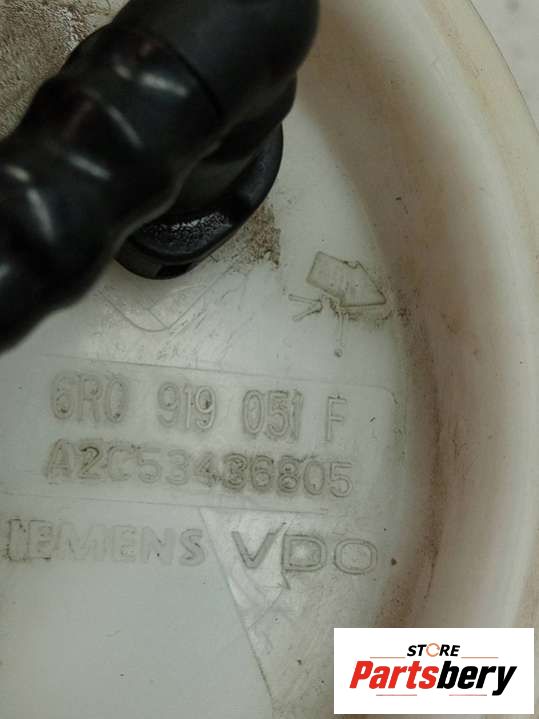 6R0 919 051 F
A2C53436805
IEMENS VDO
STORE
Partsbery